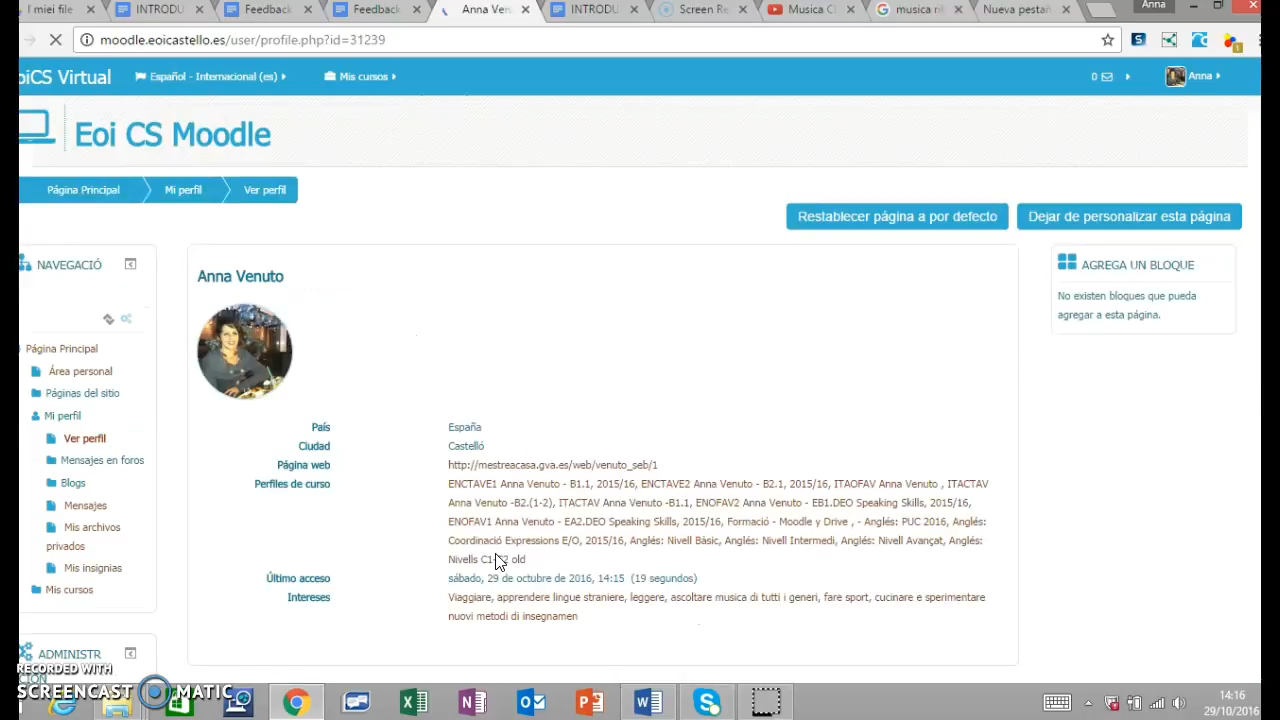 I miei file
INTRODU
Feedback
Feedback
Anna Ven
INTRODU
Screen Re
Musica C
musica ri
Nueva pestañ
Anna
moodle.eoicastello.es/user/profile.php?id=31239
oiCS Virtual
Español - Internacional (es)
Mis cursos
0
Anna
Eoi CS Moodle
Página Principal
Mi perfil
Ver perfil
Restablecer página a por defecto
Dejar de personalizar esta página
NAVEGACIÓ
Página Principal
Área personal
Páginas del sitio
Mi perfil
Ver perfil
Mensajes en foros
Blogs
Mensajes
Mis archivos
privados
Mis insignias
Mis cursos
ADMINISTR
Anna Venuto
País España
Ciudad Castelló
Página web http://mestreacasa.gva.es/web/venuto_seb/1
Perfiles de curso ENCTAVE1 Anna Venuto - B1.1, 2015/16, ENCTAVE2 Anna Venuto - B2.1, 2015/16, ITAOFAV Anna Venuto , ITACTAV
Anna Venuto -B2.(1-2), ITACTAV Anna Venuto -B1.1, ENOFAV2 Anna Venuto - EB1.DEO Speaking Skills, 2015/16,
ENOFAV1 Anna Venuto - EA2.DEO Speaking Skills, 2015/16, Formació - Moodle y Drive , - Anglés: PUC 2016, Anglés:
Coordinació Expressions E/O, 2015/16, Anglés: Nivell Bàsic, Anglés: Nivell Intermedi, Anglés: Nivell Avançat, Anglés:
Nivells C1 old
Último acceso sábado, 29 de octubre de 2016, 14:15 (19 segundos)
Intereses Viaggiare, apprendere lingue straniere, leggere, ascoltare musica di tutti i generi, fare sport, cucinare e sperimentare
nuovi metodi di insegnamen
AGREGA UN BLOQUE
No existen bloques que pueda
agregar a esta página.
RECORDED WITH
SCREENCAST MATIC
14:16
29/10/2016